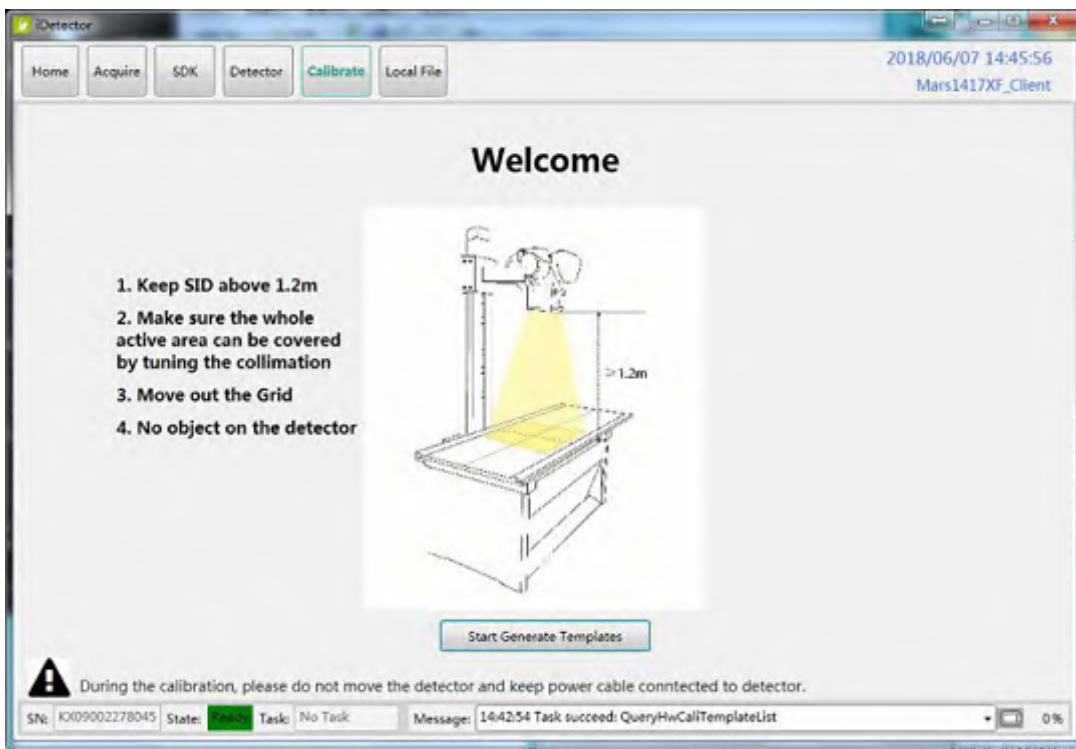 iDetector
Home Acquire SDK Detector Calibrate Local File
2018/06/07 14:45:56
Mars1417XF_Client
Welcome
1. Keep SID above 1.2m
2. Make sure the whole
active area can be covered
by tuning the collimation
3. Move out the Grid
4. No object on the detector
≥1.2m
Start Generate Templates
During the calibration, please do not move the detector and keep power cable conntected to detector.
SN: KX09002278045 State: Ready Task: No Task Message: 14:42:54 Task succeed: QueryHwCaliTemplateList 0%